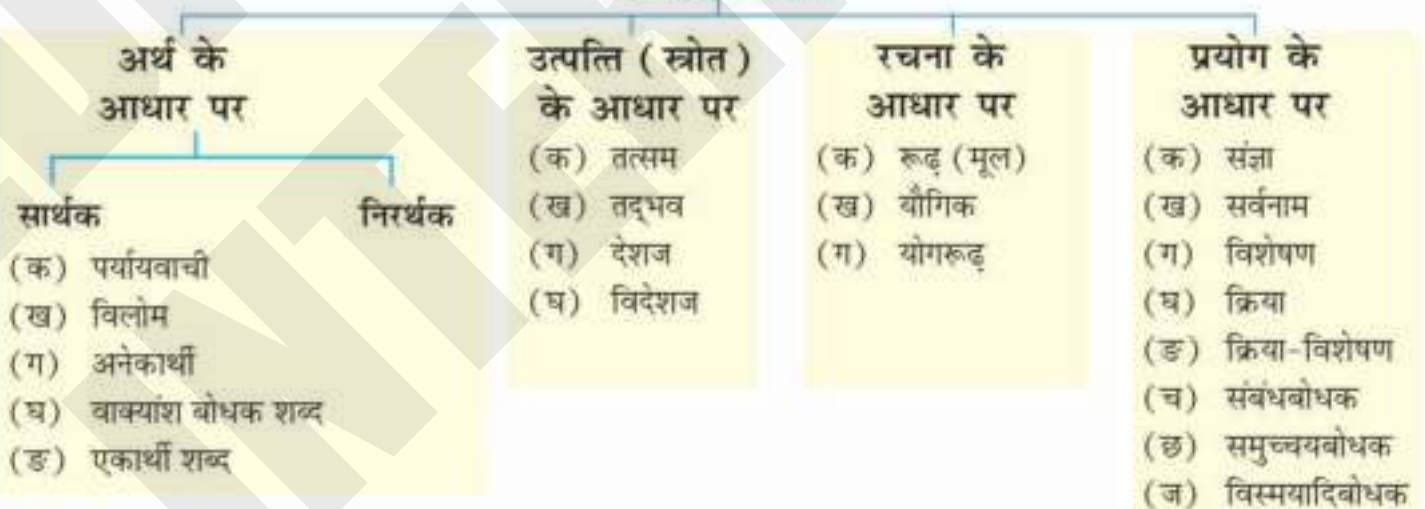 अर्थ के
आधार पर
सार्थक
निरर्थक
(क) पर्यायवाची
(ख) विलोम
(ग) अनेकार्थी
(घ) वाक्यांश बोधक शब्द
(ङ) एकार्थी शब्द
उत्पत्ति (स्त्रोत)
के आधार पर
(क) तत्सम
(ख) तद्‌भव
(ग) देशज
(घ) विदेशज
रचना के
आधार पर
(क) रूढ़ (मूल)
(ख) यौगिक
(ग) योगरूढ़
प्रयोग के
आधार पर
(क) संज्ञा
(ख) सर्वनाम
(ग) विशेषण
(घ) क्रिया
(ङ) क्रिया-विशेषण
(च) संबंधबोधक
(छ) समुच्चयबोधक
(ज) विस्मयादिबोधक